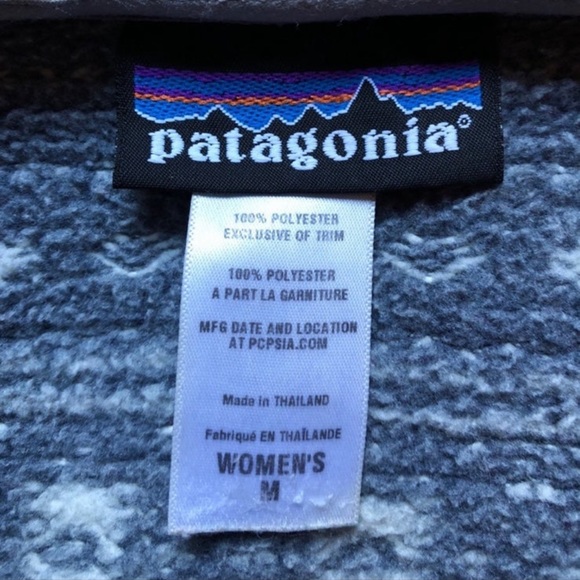 patagonia®
100% POLYESTER
EXCLUSIVE OF TRIM
100% POLYESTER
A PART LA GARNITURE
MFG DATE AND LOCATION
AT PCPSIA.COM
Made in THAILAND
Fabriqué EN THAÏLANDE
WOMEN'S
M